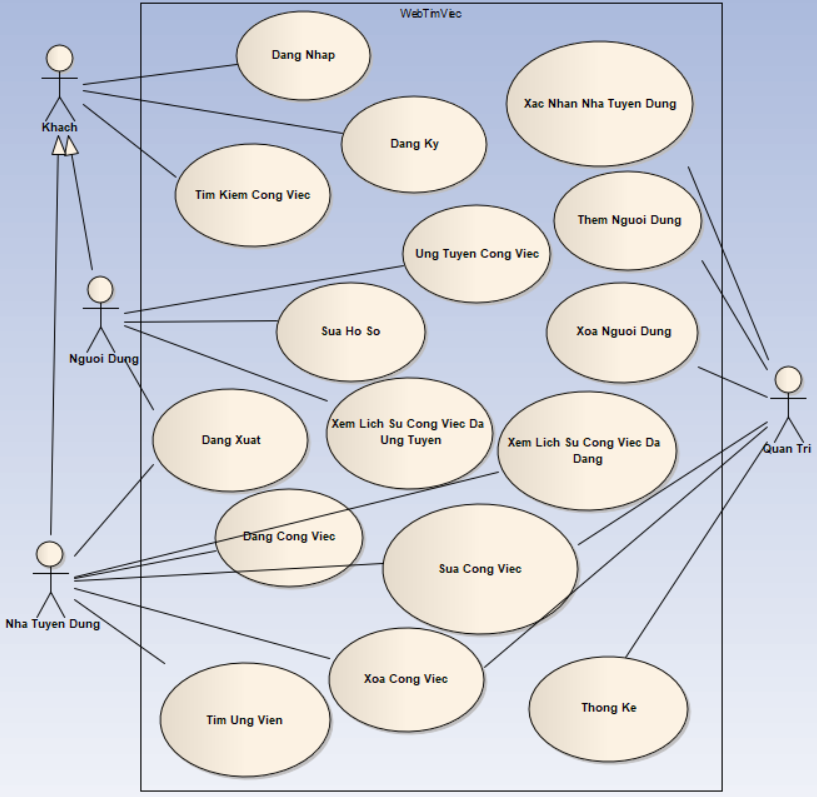 WebTimViec
Dang Nhap
Khach
Xac Nhan Nha Tuyen Dung
Dang Ky
Tim Kiem Cong Viec
Them Nguoi Dung
Ung Tuyen Cong Viec
Sua Ho So
Xoa Nguoi Dung
Nguoi Dung
Xem Lich Su Cong Viec Da
Ung Tuyen
Dang Xuat
Xem Lich Su Cong Viec Da
Dang
Quan Tri
Dang Cong Viec
Sua Cong Viec
Nha Tuyen Dung
Xoa Cong Viec
Thong Ke
Tim Ung Vien